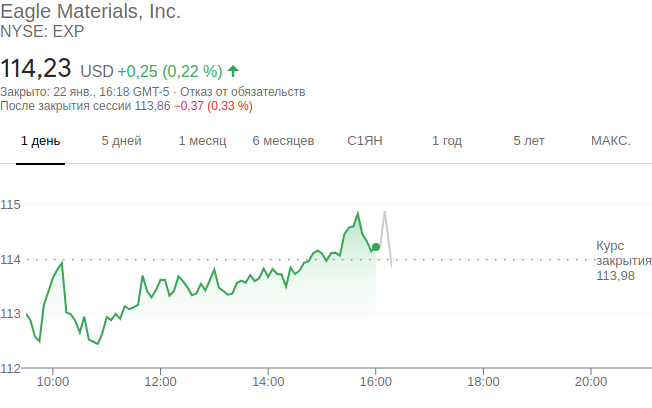 Eagle Materials, Inc.
NYSE: EXP
114,23 USD +0,25 (0,22 %)
Закрыто: 22 янв., 16:18 GMT-5 · Отказ от обязательств
После закрытия сессии 113,86 −0,37 (0,33 %)
1 день 5 дней 1 месяц 6 месяцев С1ЯН 1 год 5 лет МАКС.
115
114
113
112
Курс
закрытия
113,98
10:00 12:00 14:00 16:00 18:00 20:00